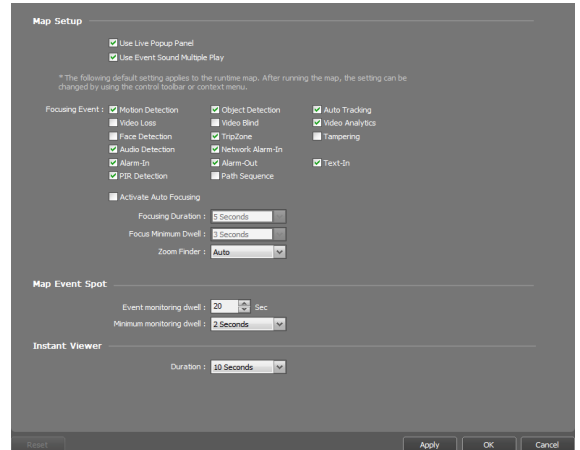 Map Setup
Use Live Popup Panel
Use Event Sound Multiple Play
* The following default setting applies to the runtime map. After running the map, the setting can be
changed by using the control toolbar or context menu.
Focusing Event : Motion Detection Object Detection Auto Tracking
Video Loss Video Blind Video Analytics
Face Detection TripZone Tampering
Audio Detection Network Alarm-In
Alarm-In Alarm-Out Text-In
PIR Detection Path Sequence
Activate Auto Focusing
Focusing Duration : 5 Seconds
Focus Minimum Dwell : 3 Seconds
Zoom Finder : Auto
Map Event Spot
Event monitoring dwell : 20 Sec
Minimum monitoring dwell : 2 Seconds
Instant Viewer
Duration : 10 Seconds
Reset Apply OK Cancel